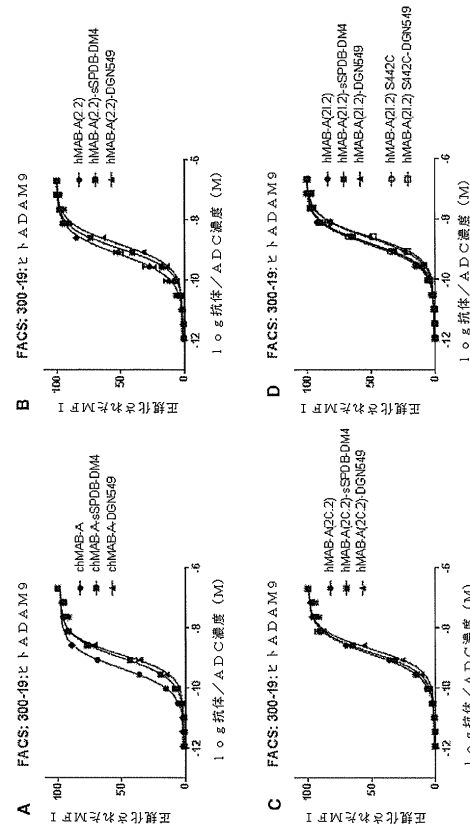 A
FACS: 300-19:ヒトADAM9
正規化されたMFI
100
50
0
-12
-10
-8
-6
log抗体/ADC濃度 (M)
chMAB-A
chMAB-A-sSPDB-DM4
chMAB-A-DGN549
B
FACS: 300-19:ヒトADAM9
正規化されたMFI
100
50
0
-12
-10
-8
-6
log抗体/ADC濃度 (M)
hMAB-A(2.2)
hMAB-A(2.2)-sSPDB-DM4
hMAB-A(2.2)-DGN549
C
FACS: 300-19:ヒトADAM9
正規化されたMFI
100
50
0
-12
-10
-8
-6
log抗体/ADC濃度 (M)
hMAB-A(2C.2)
hMAB-A(2C.2)-sSPDB-DM4
hMAB-A(2C.2)-DGN549
D
FACS: 300-19:ヒトADAM9
正規化されたMFI
100
50
0
-12
-10
-8
-6
log抗体/ADC濃度 (M)
hMAB-A(2I.2)
hMAB-A(2I.2)-sSPDB-DM4
hMAB-A(2I.2)-DGN549
hMAB-A(2I.2) S442C
hMAB-A(2I.2) S442C-DGN549